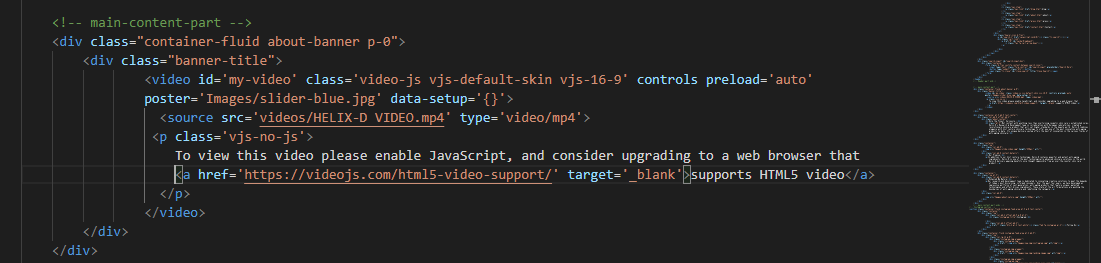 <!-- main-content-part -->
<div class="container-fluid about-banner p-0">
<div class="banner-title">
<video id='my-video' class='video-js vjs-default-skin vjs-16-9' controls preload='auto'
poster='Images/slider-blue.jpg' data-setup='{}'>
<source src='videos/HELIX-D VIDEO.mp4' type='video/mp4'>
<p class='vjs-no-js'>
To view this video please enable JavaScript, and consider upgrading to a web browser that
<a href='https://videojs.com/html5-video-support/' target='_blank'>supports HTML5 video</a>
</p>
</video>
</div>
</div>